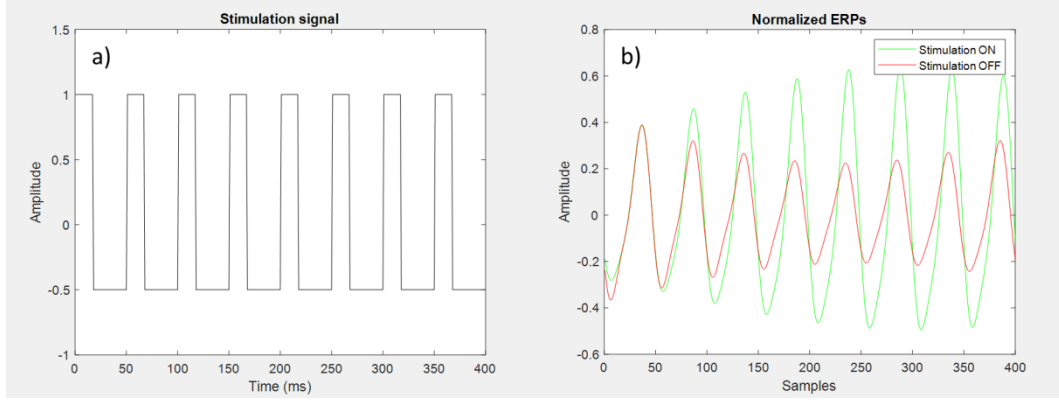 Stimulation signal
a)
1.5
1
0.5
0
-0.5
-1
Amplitude
0 50 100 150 200 250 300 350 400
Time (ms)
Normalized ERPs
b)
Stimulation ON
Stimulation OFF
0.8
0.6
0.4
0.2
0
-0.2
-0.4
-0.6
Amplitude
0 50 100 150 200 250 300 350 400
Samples